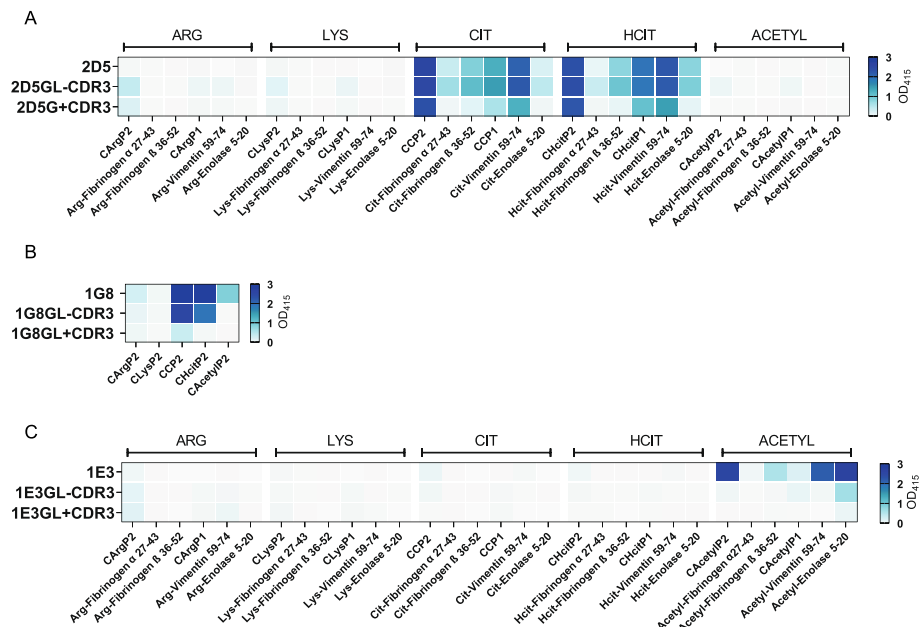 A
ARG LYS CIT HCIT ACETYL
2D5
2D5GL-CDR3
2D5G+CDR3
3
2
1
0
OD415
CArgP2
Arg-Fibrinogen α 27-43
Arg-Fibrinogen ß 36-52
CArgP1
Arg-Vimentin 59-74
Arg-Enolase 5-20
CLysP2
Lys-Fibrinogen α 27-43
Lys-Fibrinogen ß 36-52
CLysP1
Lys-Vimentin 59-74
Lys-Enolase 5-20
CCP2
Cit-Fibrinogen α 27-43
Cit-Fibrinogen ß 36-52
CCP1
Cit-Vimentin 59-74
Cit-Enolase 5-20
CHcitP2
Hcit-Fibrinogen α 27-43
Hcit-Fibrinogen ß 36-52
CHcitP1
Hcit-Vimentin 59-74
Hcit-Enolase 5-20
CAcetylP2
Acetyl-Fibrinogen α 27-43
Acetyl-Fibrinogen ß 36-52
CAcetylP1
Acetyl-Vimentin 59-74
Acetyl-Enolase 5-20
B
1G8
1G8GL-CDR3
1G8GL+CDR3
3
2
1
0
OD415
CArgP2
CLysP2
CCP2
CHcitP2
CAcetylP2
C
ARG LYS CIT HCIT ACETYL
1E3
1E3GL-CDR3
1E3GL+CDR3
3
2
1
0
OD415
CArgP2
Arg-Fibrinogen α 27-43
Arg-Fibrinogen ß 36-52
CArgP1
Arg-Vimentin 59-74
Arg-Enolase 5-20
CLysP2
Lys-Fibrinogen α 27-43
Lys-Fibrinogen ß 36-52
CLysP1
Lys-Vimentin 59-74
Lys-Enolase 5-20
CCP2
Cit-Fibrinogen α 27-43
Cit-Fibrinogen ß 36-52
CCP1
Cit-Vimentin 59-74
Cit-Enolase 5-20
CHcitP2
Hcit-Fibrinogen α 27-43
Hcit-Fibrinogen ß 36-52
CHcitP1
Hcit-Vimentin 59-74
Hcit-Enolase 5-20
CAcetylP2
Acetyl-Fibrinogen α27-43
Acetyl-Fibrinogen ß 36-52
CAcetylP1
Acetyl-Vimentin 59-74
Acetyl-Enolase 5-20